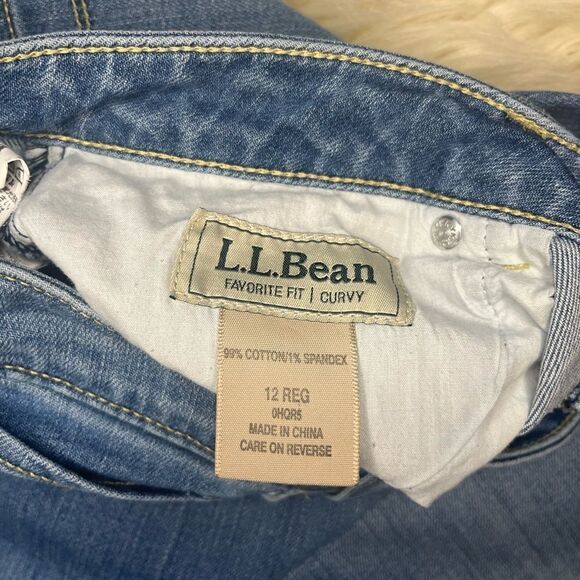 L.L.Bean
FAVORITE FIT | CURVY
99% COTTON/1% SPANDEX
12 REG
0HQR5
MADE IN CHINA
CARE ON REVERSE